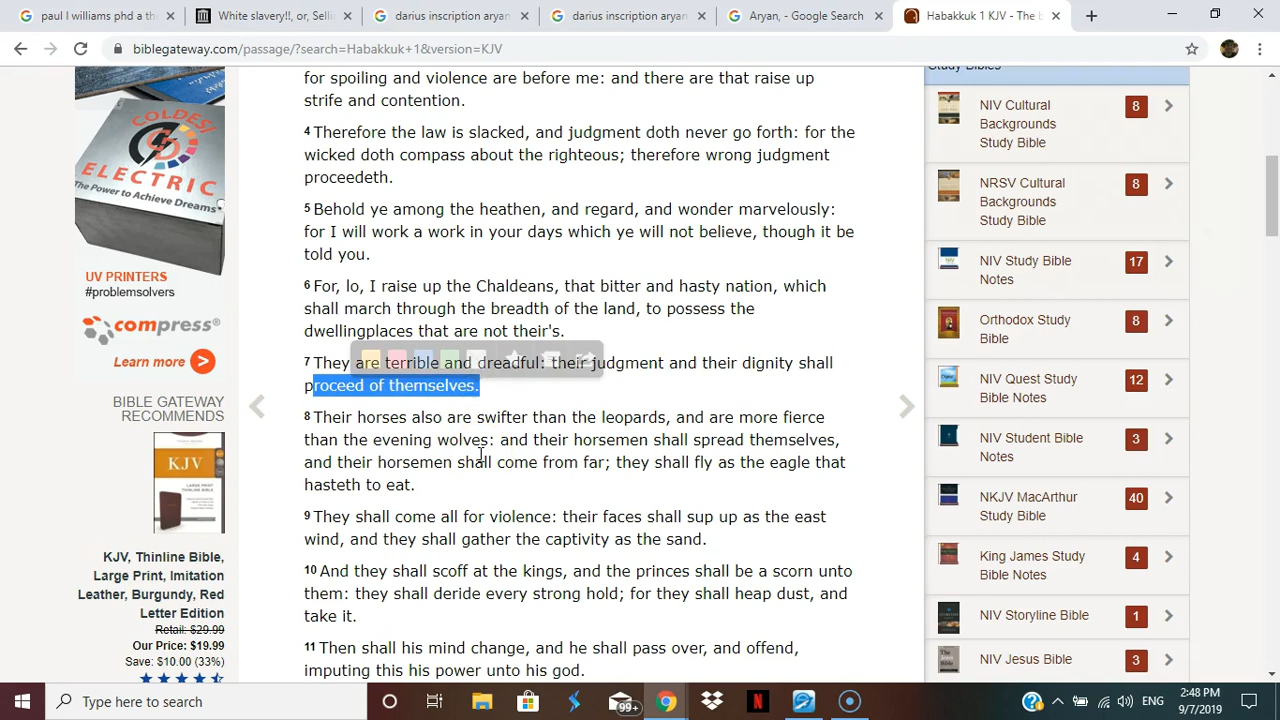 paul l williams phd a th
White slavery!!, or, Sellin
darius inscription aryan
darius inscription aryan
Aryan, - Google Search
Habakkuk 1 KJV - The b
biblegateway.com/passage/?search=Habakkuk+1&version=KJV
for spoiling and violence are before me: and there are that raise up
strife and contention.
4 Therefore the law is slacked, and judgment doth never go forth: for the
wicked doth compass about the righteous; therefore wrong judgment
proceedeth.
5 Behold ye among the heathen, and regard, and wonder marvelously:
for I will work a work in your days which ye will not believe, though it be
told you.
6 For, lo, I raise up the Chaldeans, that bitter and hasty nation, which
shall march through the breadth of the land, to possess the
dwellingplaces that are not their's.
7 They are terrible and dreadful: their judgment and their dignity shall
proceed of themselves.
8 Their horses also are swifter than the leopards, and are more fierce
than the evening wolves: and their horsemen shall spread themselves,
and their horsemen shall come from far; they shall fly as the eagle that
hasteth to eat.
9 They shall come all for violence: their faces shall sup up as the east
wind, and they shall gather the captivity as the sand.
10 And they shall scoff at the kings, and the princes shall be a scorn unto
them: they shall deride every strong hold; for they shall heap dust, and
take it.
11 Then shall his mind change, and he shall pass over, and offend,
imputing this his power unto his god.
COLDESI
ELECTRIC
The Power to Achieve Dreams"
UV PRINTERS
#problemsolvers
compress
Learn more
BIBLE GATEWAY
RECOMMENDS
KJV
KJV, Thinline Bible,
Large Print, Imitation
Leather, Burgundy, Red
Letter Edition
Retail: $29.99
Our Price: $19.99
Save: $10.00 (33%)
Study Bibles
NIV Cultural
Backgrounds
Study Bible
8
NRSV Cultural
Backgrounds
Study Bible
8
NIV Study Bible
Notes
17
Orthodox Study
Bible
8
NIV Quest Study
Bible Notes
12
NIV Student Bible
Notes
3
NKJV MacArthur
Study Bible
40
King James Study
Bible Notes
4
NIV Storyline Bible
1
NIV Jesus Bible
3
Type here to search
99+
ENG
2:48 PM
9/7/2019